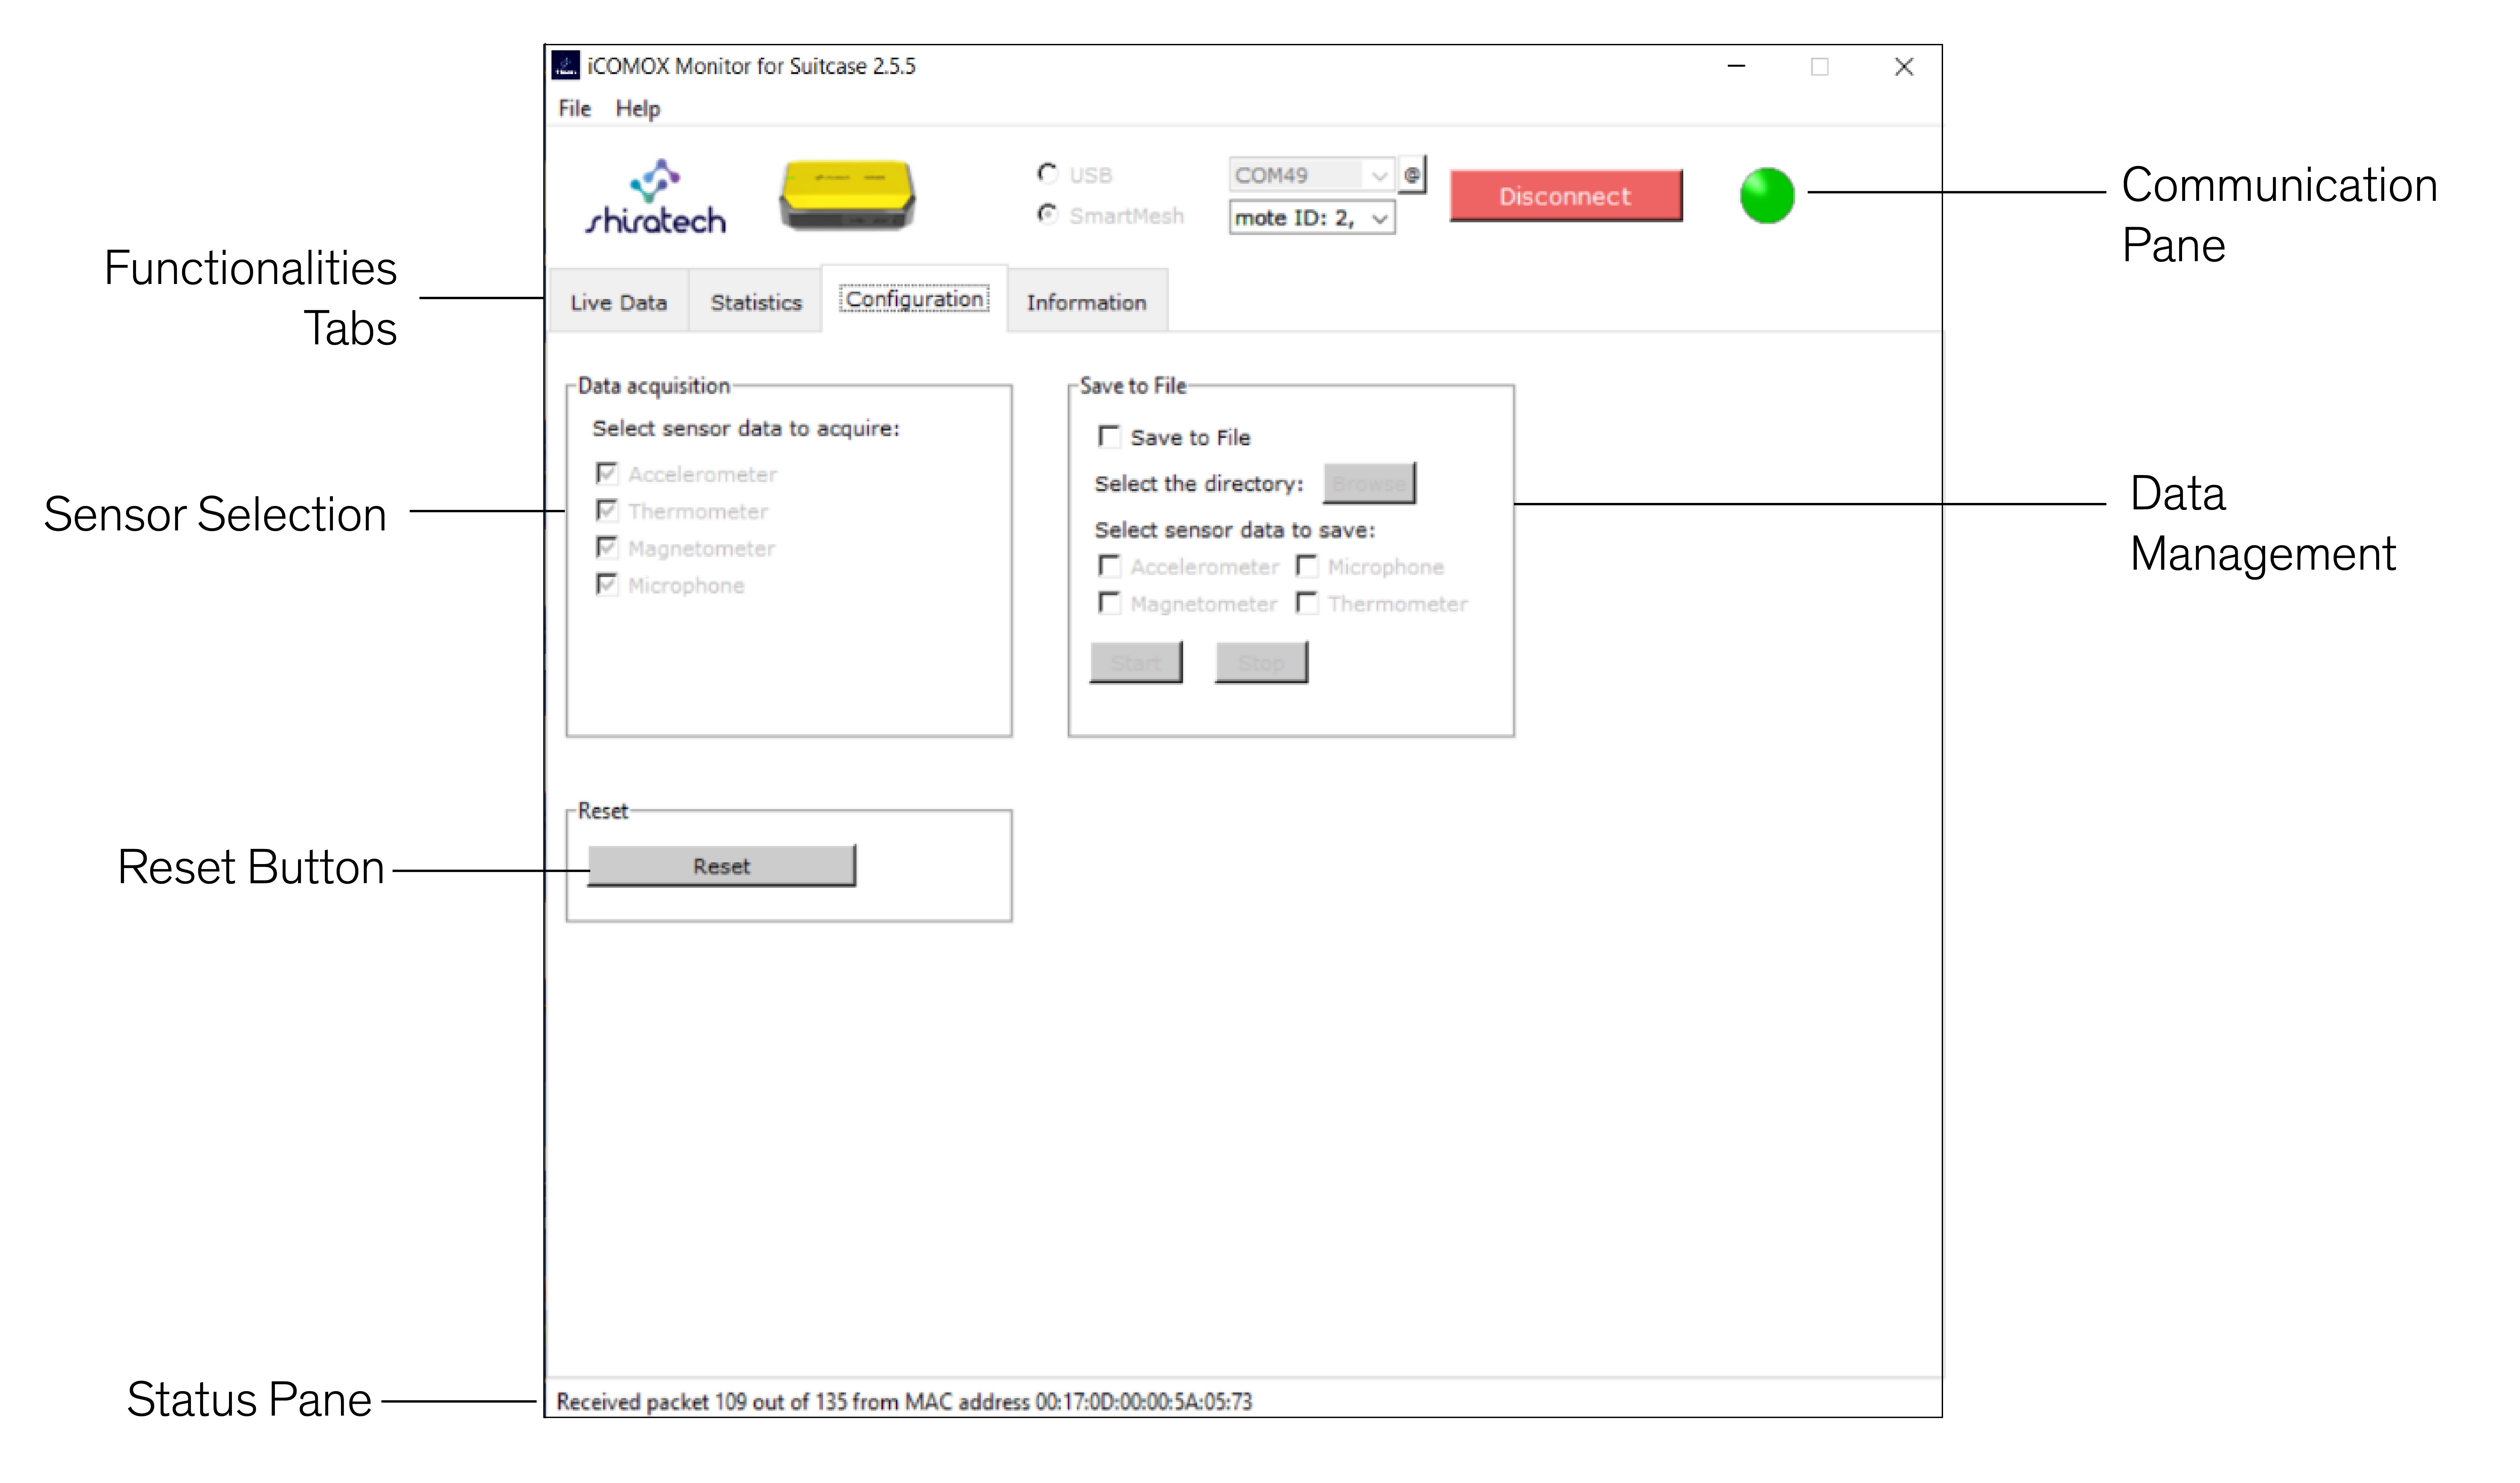 iCOMOX Monitor for Suitcase 2.5.5
File Help
shiratech
USB
COM49
@
SmartMesh
mote ID: 2,
Disconnect
Communication
Pane
Functionalities
Tabs
Live Data Statistics Configuration Information
Data acquisition
Select sensor data to acquire:
Accelerometer
Thermometer
Magnetometer
Microphone
Sensor Selection
Save to File
Save to File
Select the directory: Browse
Select sensor data to save:
Accelerometer Microphone
Magnetometer Thermometer
Start Stop
Data
Management
Reset
Reset
Reset Button
Status Pane
Received packet 109 out of 135 from MAC address 00:17:0D:00:00:5A:05:73